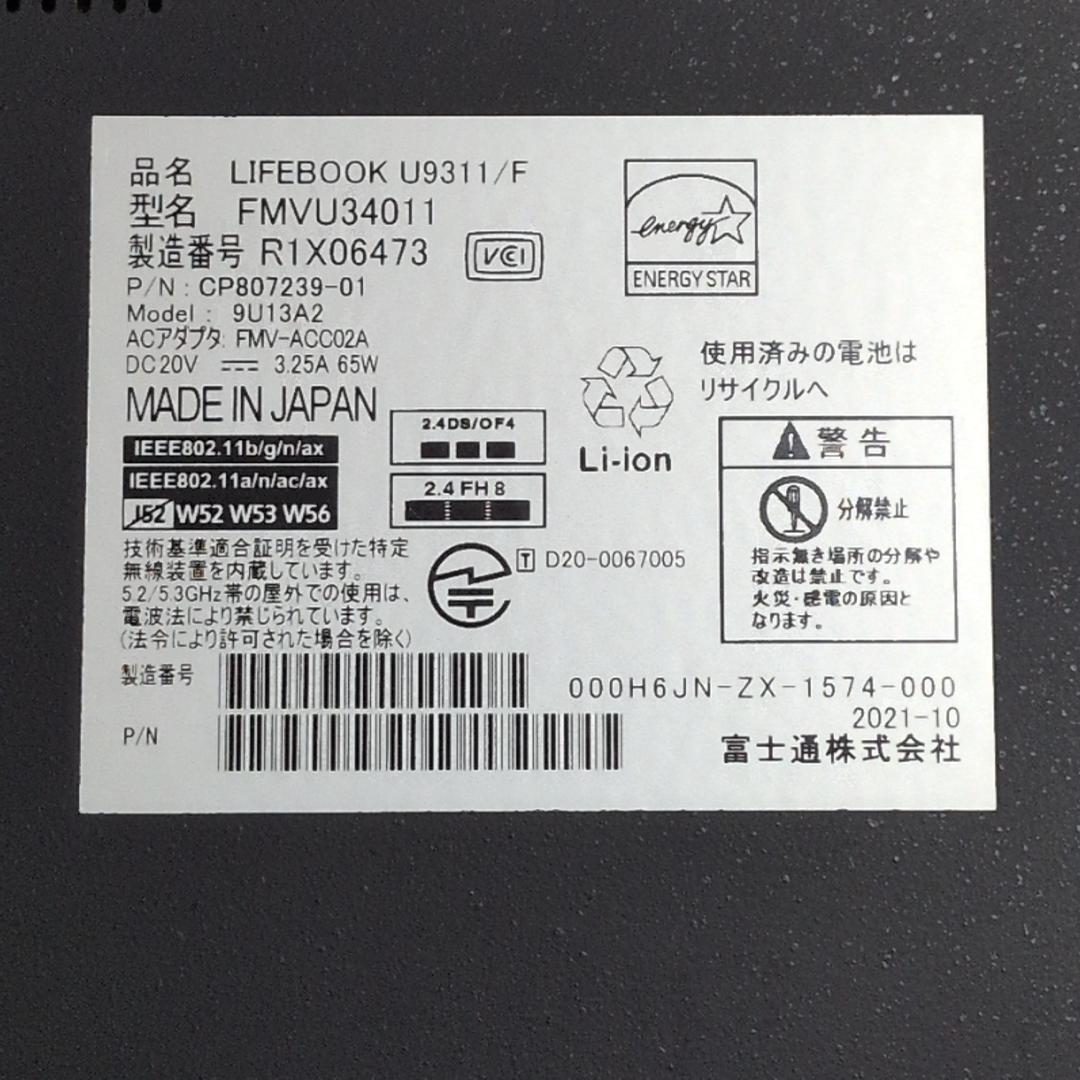 品名 LIFEBOOK U9311/F
型名 FMVU34011
製造番号 R1X06473
VCI
P/N : CP807239-01
Model : 9U13A2
ACアダプタ: FMV-ACC02A
DC20V ⎓ 3.25A 65W
MADE IN JAPAN
energy
ENERGY STAR
使用済みの電池は
リサイクルへ
Li-ion
IEEE802.11b/g/n/ax
IEEE802.11a/n/ac/ax
J52 W52 W53 W56
2.4DS/OF4
2.4FH8
警告
分解禁止
指示無き場所の分解や
改造は禁止です。
火災・感電の原因と
なります。
技術基準適合証明を受けた特定
無線装置を内蔵しています。
5.2/5.3GHz帯の屋外での使用は、
電波法により禁じられています。
(法令により許可された場合を除く)
T D20-0067005
製造番号
P/N
000H6JN-ZX-1574-000
2021-10
富士通株式会社